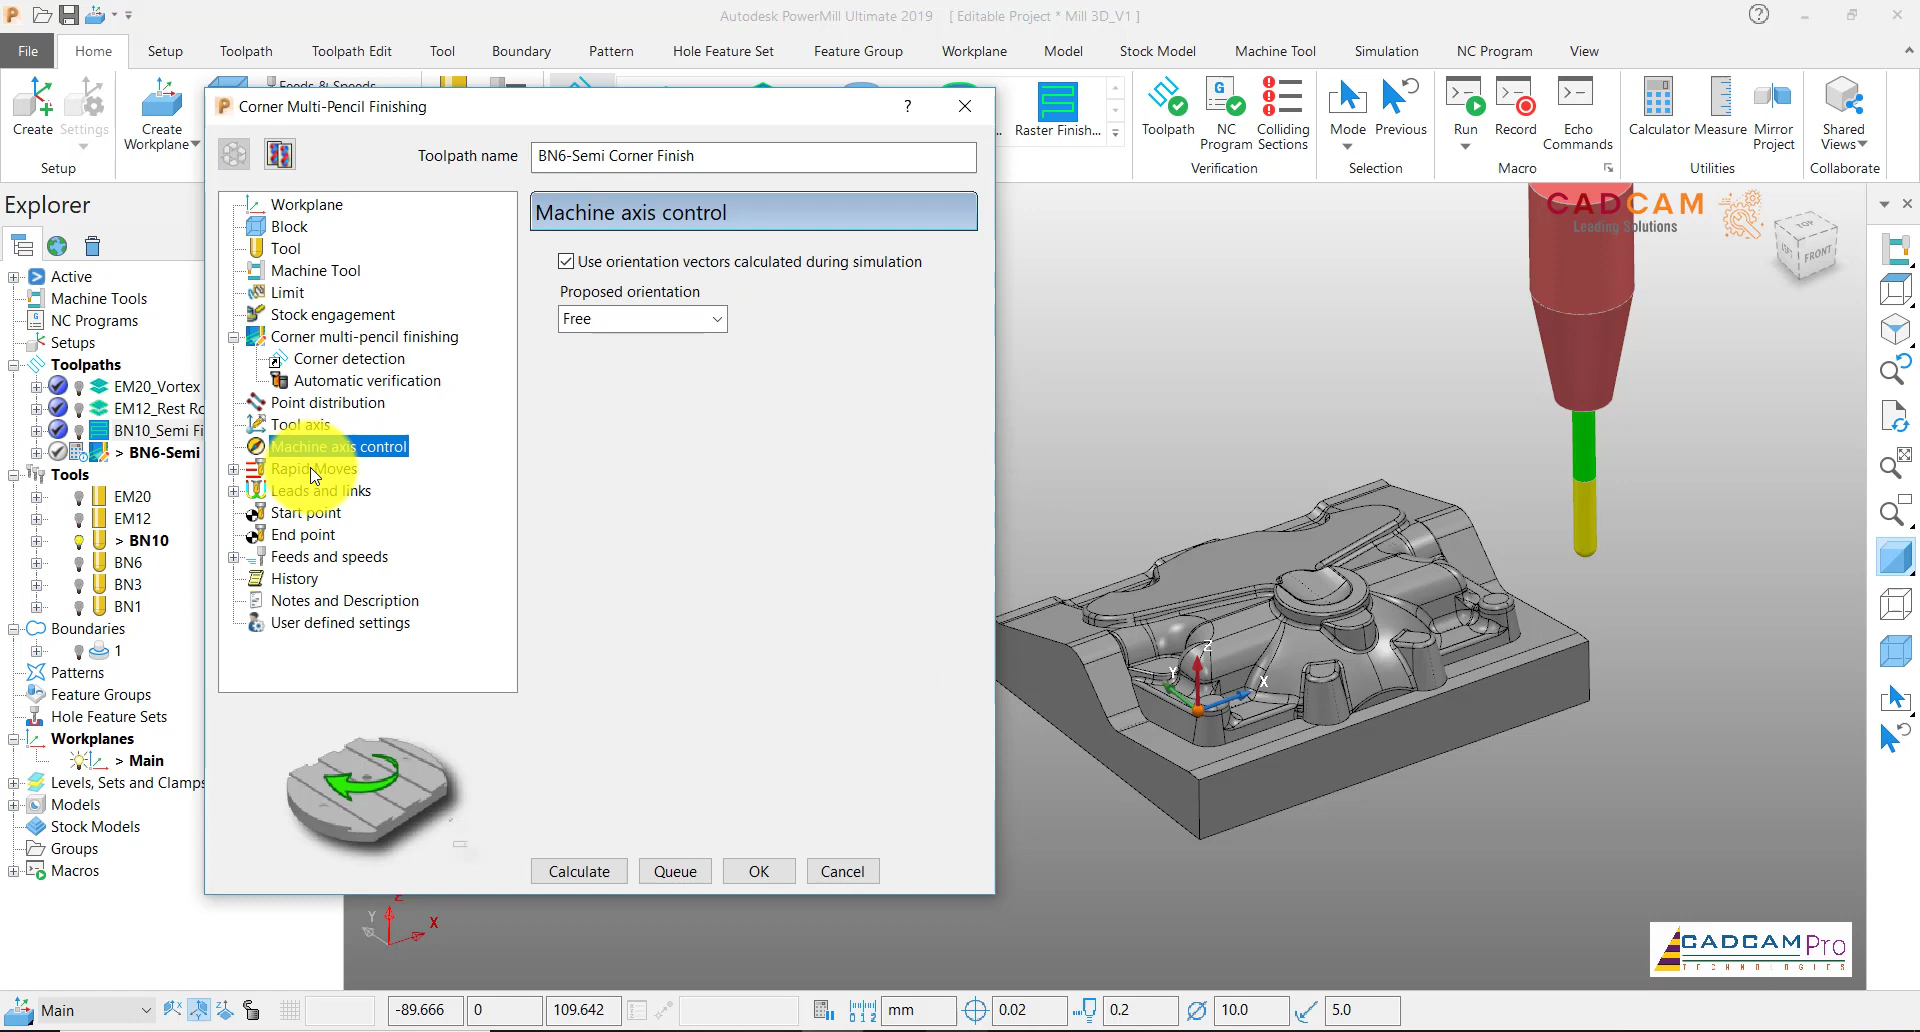 Autodesk PowerMill Ultimate 2019    [ Editable Project * Mill 3D_V1 ]
File Home Setup Toolpath Toolpath Edit Tool Boundary Pattern Hole Feature Set Feature Group Workplane Model Stock Model Machine Tool Simulation NC Program View
Create
Settings
Setup
Create
Workplane
Raster Finish...
Toolpath
NC
Program
Colliding
Sections
Verification
Mode
Previous
Selection
Run
Record
Echo
Commands
Macro
Calculator
Measure
Mirror
Project
Utilities
Shared
Views
Collaborate
Explorer
Active
Machine Tools
NC Programs
Setups
Toolpaths
EM20_Vortex
EM12_Rest Ro
BN10_Semi Fi
> BN6-Semi
Tools
EM20
EM12
> BN10
BN6
BN3
BN1
Boundaries
1
Patterns
Feature Groups
Hole Feature Sets
Workplanes
> Main
Levels, Sets and Clamps
Models
Stock Models
Groups
Macros
Corner Multi-Pencil Finishing
?
Toolpath name BN6-Semi Corner Finish
Workplane
Block
Tool
Machine Tool
Limit
Stock engagement
Corner multi-pencil finishing
Corner detection
Automatic verification
Point distribution
Tool axis
Machine axis control
Rapid Moves
Leads and links
Start point
End point
Feeds and speeds
History
Notes and Description
User defined settings
Machine axis control
Use orientation vectors calculated during simulation
Proposed orientation
Free
Calculate Queue OK Cancel
CADCAM
Leading Solutions
TOP
LEFT
FRONT
Z
Y
X
Z
Y
X
CADCAM Pro
TECHNOLOGIES
Main -89.666 0 109.642 mm 0.02 0.2 10.0 5.0